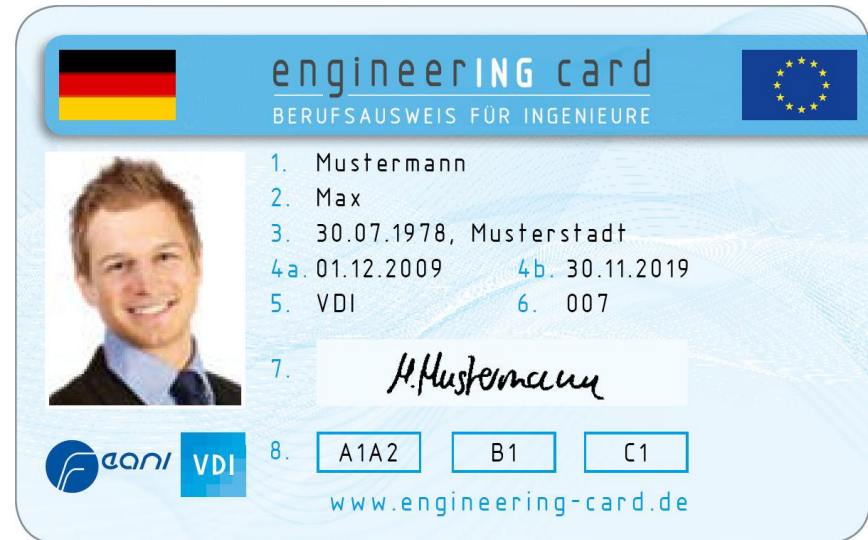 engineerING card
BERUFSAUSWEIS FÜR INGENIEURE
1. Mustermann
2. Max
3. 30.07.1978, Musterstadt
4a. 01.12.2009 4b. 30.11.2019
5. VDI 6. 007
7. M. Mustermann
8. A1A2 B1 C1
feani VDI
www.engineering-card.de